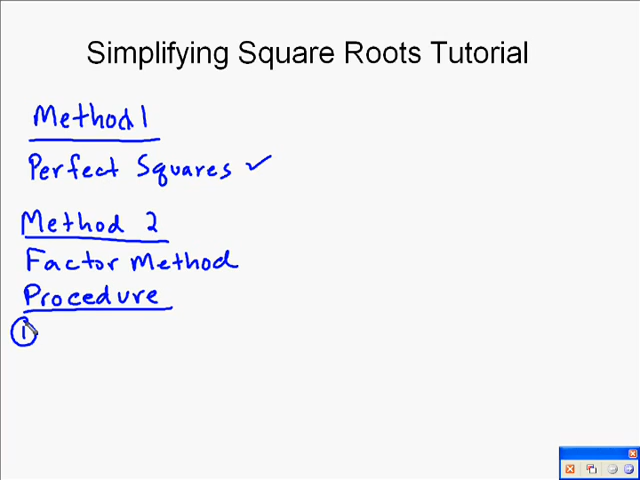 Simplifying Square Roots Tutorial
Method 1
Perfect Squares ✓
Method 2
Factor Method
Procedure
①